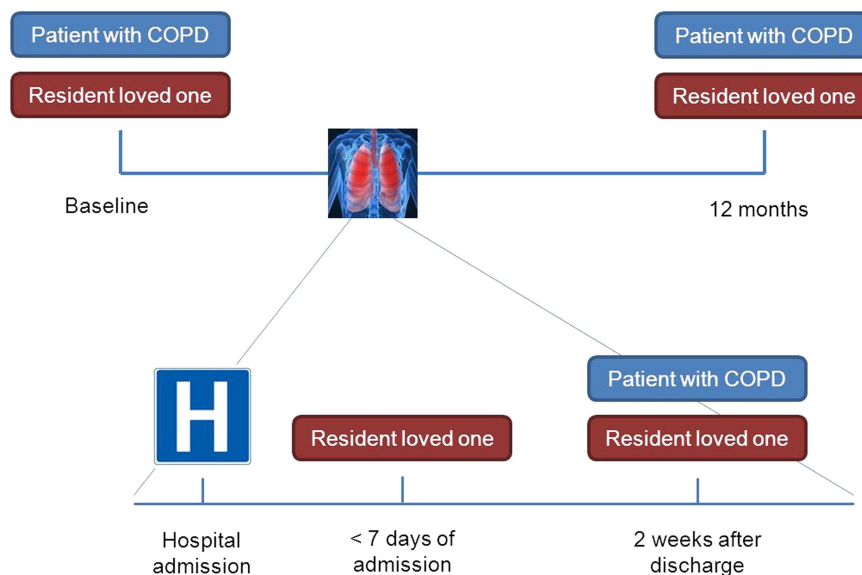 Patient with COPD
Patient with COPD
Resident loved one
Resident loved one
Baseline
12 months
H
Patient with COPD
Resident loved one
Resident loved one
Hospital
admission
< 7 days of
admission
2 weeks after
discharge